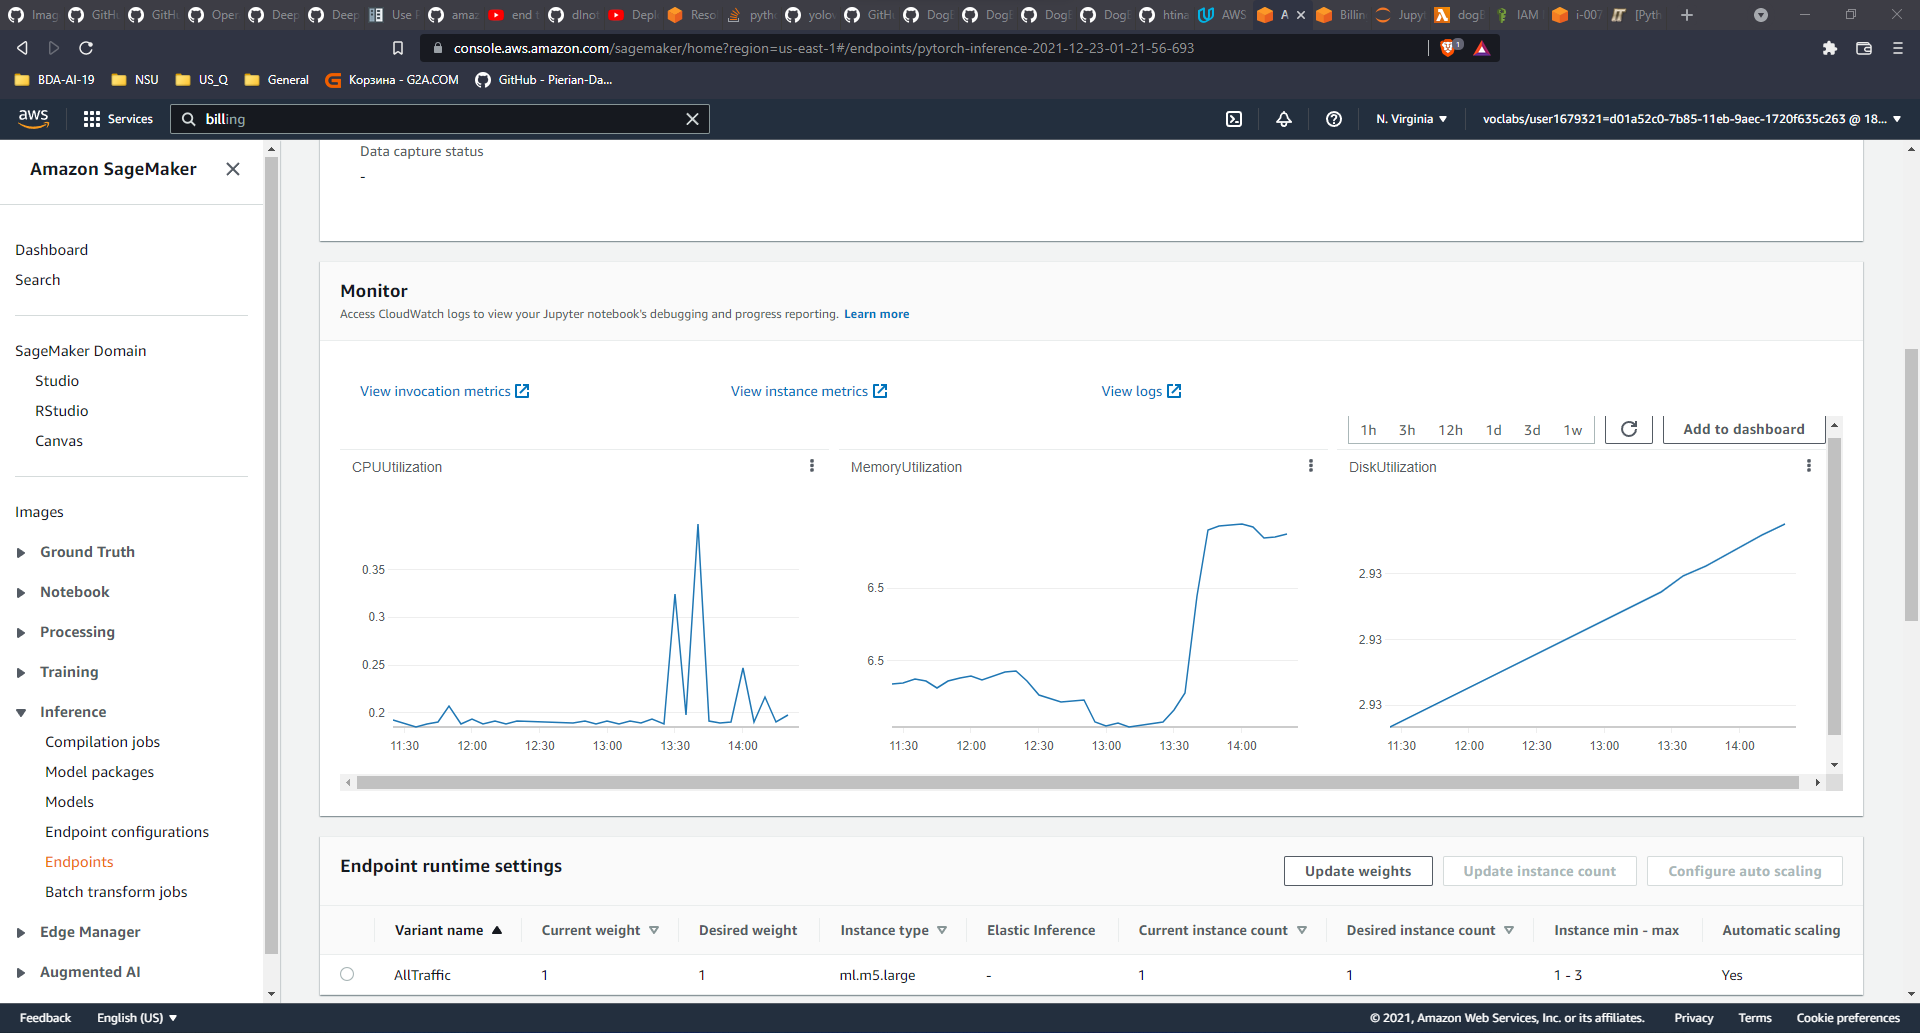 Imag
GitHu
GitHu
Open
Deep
Deep
Use P
amaz
end t
dlnot
Depl
Reso
pyth
yolov
GitHu
DogB
DogB
DogB
DogB
htina
AWS
A
Billin
Jupyt
dogB
IAM
i-007
[Pyth
console.aws.amazon.com/sagemaker/home?region=us-east-1#/endpoints/pytorch-inference-2021-12-23-01-21-56-693
1
BDA-AI-19
NSU
US_Q
General
Корзина - G2A.COM
GitHub - Pierian-Da...
aws
Services
billing
N. Virginia
voclabs/user1679321=d01a52c0-7b85-11eb-9aec-1720f635c263 @ 18...
Amazon SageMaker
Dashboard
Search
SageMaker Domain
Studio
RStudio
Canvas
Images
Ground Truth
Notebook
Processing
Training
Inference
Compilation jobs
Model packages
Models
Endpoint configurations
Endpoints
Batch transform jobs
Edge Manager
Augmented AI
Data capture status
-
Monitor
Access CloudWatch logs to view your Jupyter notebook's debugging and progress reporting. Learn more
View invocation metrics
View instance metrics
View logs
1h 3h 12h 1d 3d 1w
Add to dashboard
CPUUtilization
0.35
0.3
0.25
0.2
11:30 12:00 12:30 13:00 13:30 14:00
MemoryUtilization
6.5
6.5
11:30 12:00 12:30 13:00 13:30 14:00
DiskUtilization
2.93
2.93
2.93
11:30 12:00 12:30 13:00 13:30 14:00
Endpoint runtime settings
Update weights
Update instance count
Configure auto scaling
Variant name Current weight Desired weight Instance type Elastic Inference Current instance count Desired instance count Instance min - max Automatic scaling
AllTraffic 1 1 ml.m5.large - 1 1 1 - 3 Yes
Feedback
English (US)
© 2021, Amazon Web Services, Inc. or its affiliates.
Privacy
Terms
Cookie preferences